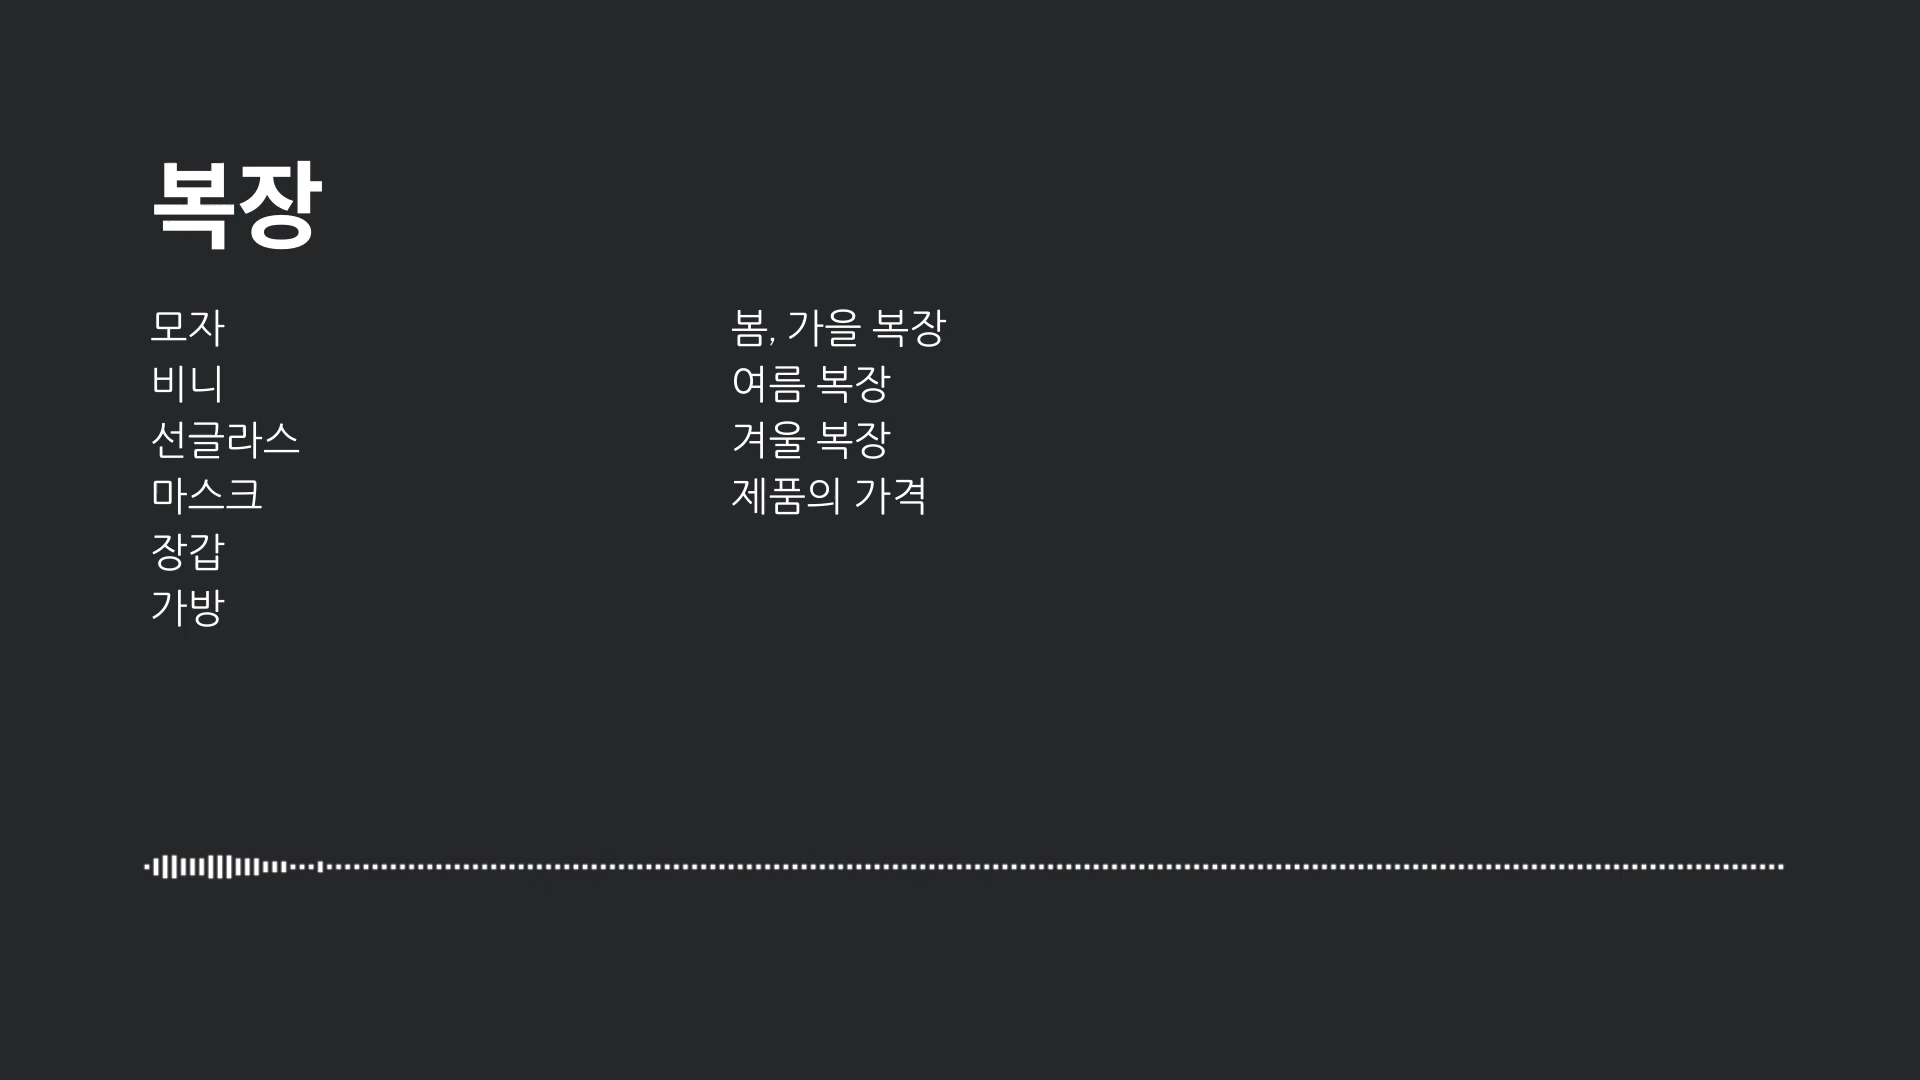 복장
모자
비니
선글라스
마스크
장갑
가방
봄, 가을 복장
여름 복장
겨울 복장
제품의 가격